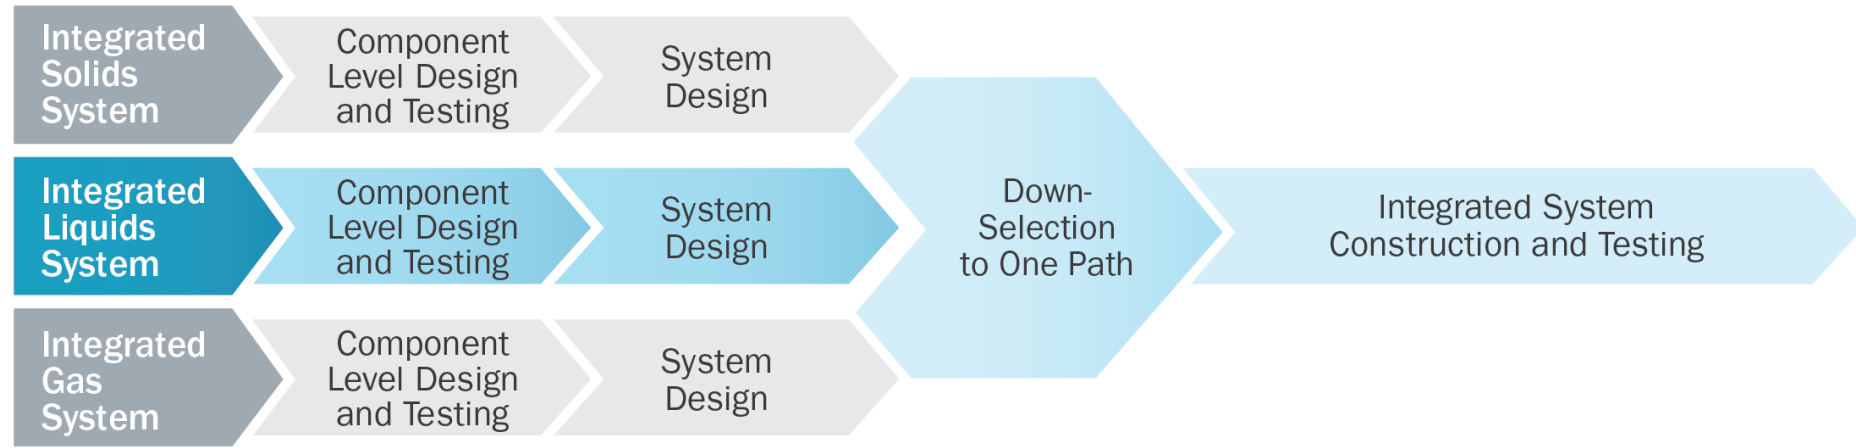 Integrated
Solids
System
Component
Level Design
and Testing
System
Design
Integrated
Liquids
System
Component
Level Design
and Testing
System
Design
Integrated
Gas
System
Component
Level Design
and Testing
System
Design
Down-
Selection
to One Path
Integrated System
Construction and Testing